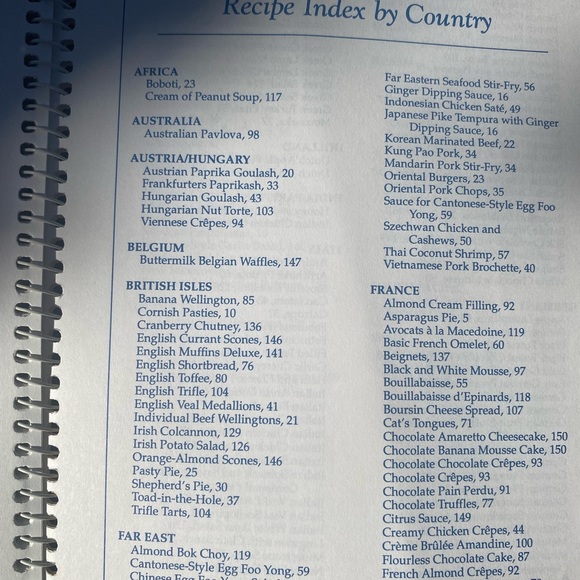 Recipe Index by Country
AFRICA
Boboti, 23
Cream of Peanut Soup, 117
AUSTRALIA
Australian Pavlova, 98
AUSTRIA/HUNGARY
Austrian Paprika Goulash, 20
Frankfurters Paprikash, 33
Hungarian Goulash, 43
Hungarian Nut Torte, 103
Viennese Crêpes, 94
BELGIUM
Buttermilk Belgian Waffles, 147
BRITISH ISLES
Banana Wellington, 85
Cornish Pasties, 10
Cranberry Chutney, 136
English Currant Scones, 146
English Muffins Deluxe, 141
English Shortbread, 76
English Toffee, 80
English Trifle, 104
English Veal Medallions, 41
Individual Beef Wellingtons, 21
Irish Colcannon, 129
Irish Potato Salad, 126
Orange-Almond Scones, 146
Pasty Pie, 25
Shepherd's Pie, 30
Toad-in-the-Hole, 37
Trifle Tarts, 104
FAR EAST
Almond Bok Choy, 119
Cantonese-Style Egg Foo Yong, 59
Chinese Egg Foo
Far Eastern Seafood Stir-Fry, 56
Ginger Dipping Sauce, 16
Indonesian Chicken Saté, 49
Japanese Pike Tempura with Ginger
Dipping Sauce, 16
Korean Marinated Beef, 22
Kung Pao Pork, 34
Mandarin Pork Stir-Fry, 34
Oriental Burgers, 23
Oriental Pork Chops, 35
Sauce for Cantonese-Style Egg Foo
Yong, 59
Szechwan Chicken and
Cashews, 50
Thai Coconut Shrimp, 57
Vietnamese Pork Brochette, 40
FRANCE
Almond Cream Filling, 92
Asparagus Pie, 5
Avocats à la Macedoine, 119
Basic French Omelet, 60
Beignets, 137
Black and White Mousse, 97
Bouillabaisse, 55
Bouillabaisse d'Epinards, 118
Boursin Cheese Spread, 107
Cat's Tongues, 71
Chocolate Amaretto Cheesecake, 150
Chocolate Banana Mousse Cake, 150
Chocolate Chocolate Crêpes, 93
Chocolate Crêpes, 93
Chocolate Pain Perdu, 91
Chocolate Truffles, 77
Citrus Sauce, 149
Creamy Chicken Crêpes, 44
Crème Brûlée Amandine, 100
Flourless Chocolate Cake, 87
French Almond Crêpes, 92